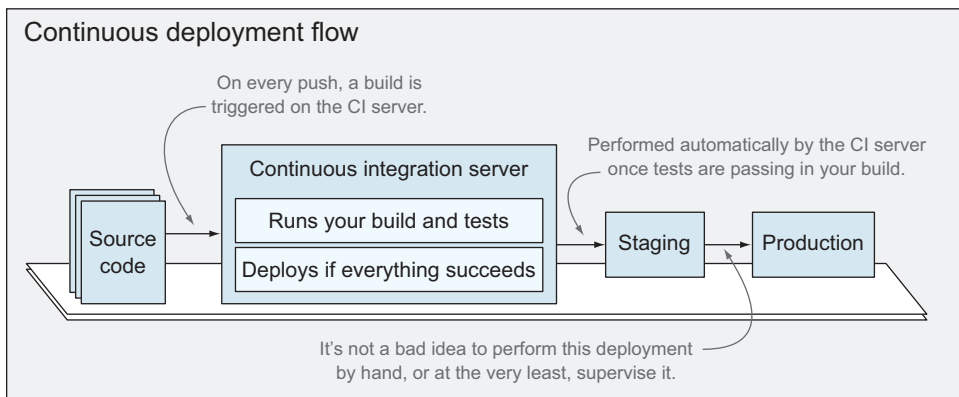 Continuous deployment flow
On every push, a build is
triggered on the CI server.
Performed automatically by the CI server
once tests are passing in your build.
Continuous integration server
Runs your build and tests
Deploys if everything succeeds
Source
code
Staging
Production
It's not a bad idea to perform this deployment
by hand, or at the very least, supervise it.